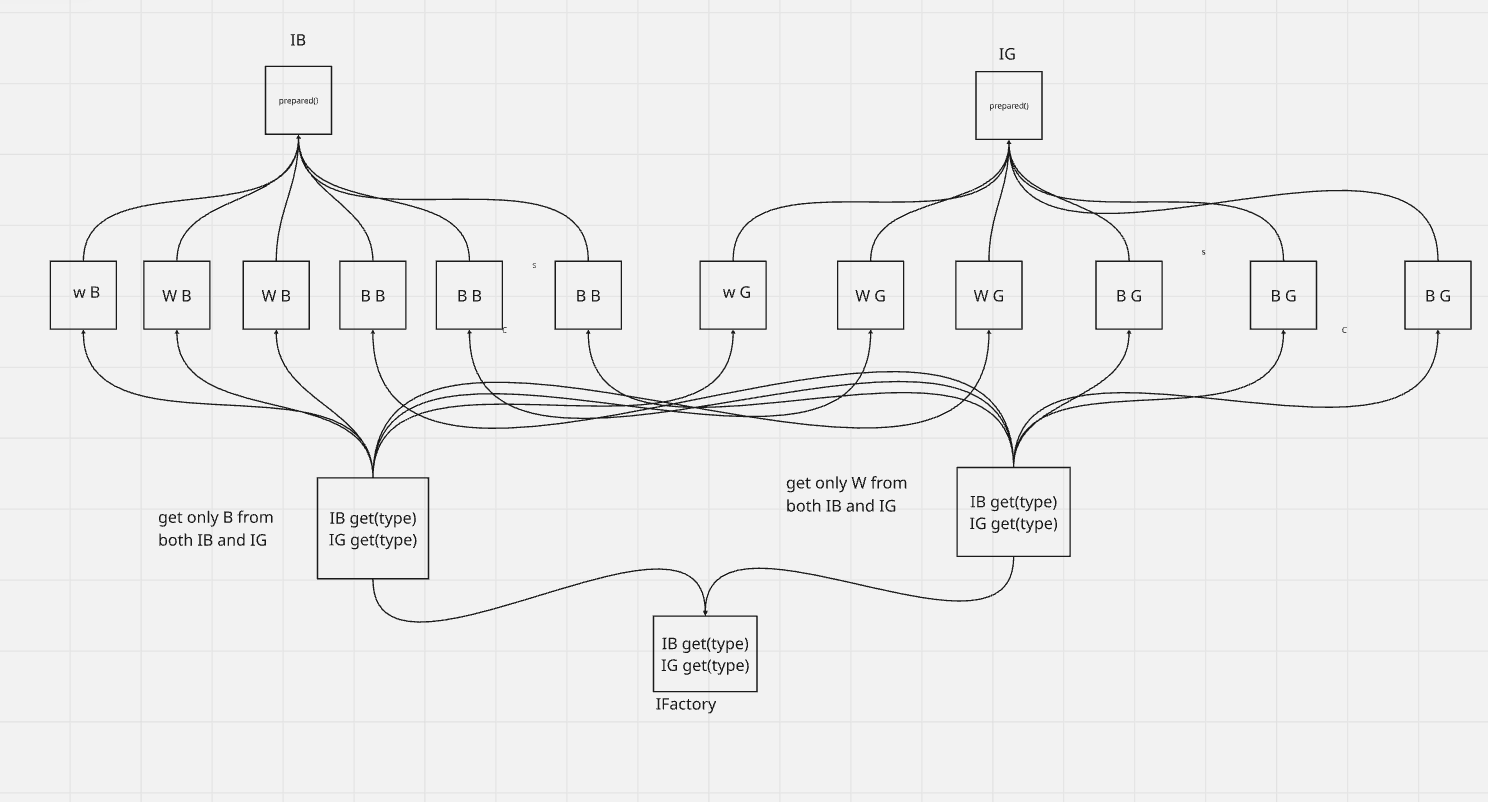 IB
IG
prepared()
prepared()
s
w B
W B
W B
B B
B B
B B
w G
W G
W G
B G
B G
B G
s
C
C
get only B from
both IB and IG
IB get(type)
IG get(type)
get only W from
both IB and IG
IB get(type)
IG get(type)
IB get(type)
IG get(type)
IFactory